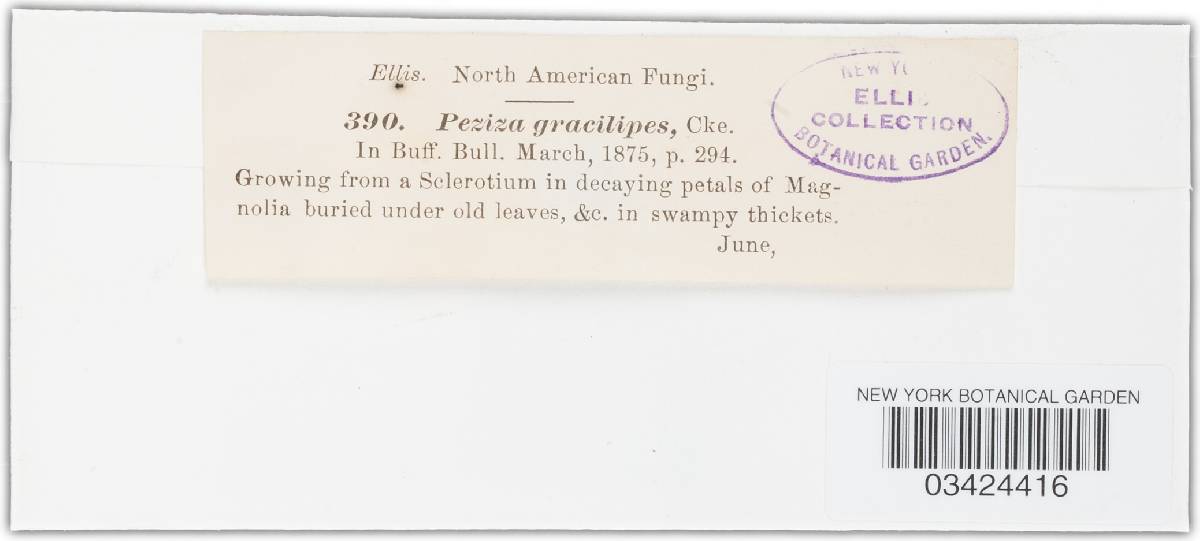 Ellis. North American Fungi.
390. Peziza gracilipes, Cke.
In Buff. Bull. March, 1875, p. 294.
Growing from a Sclerotium in decaying petals of Mag-
nolia buried under old leaves, &c. in swampy thickets.
June,
NEW
ELLI
COLLECTION
BOTANICAL GARDEN.
NEW YORK BOTANICAL GARDEN
03424416